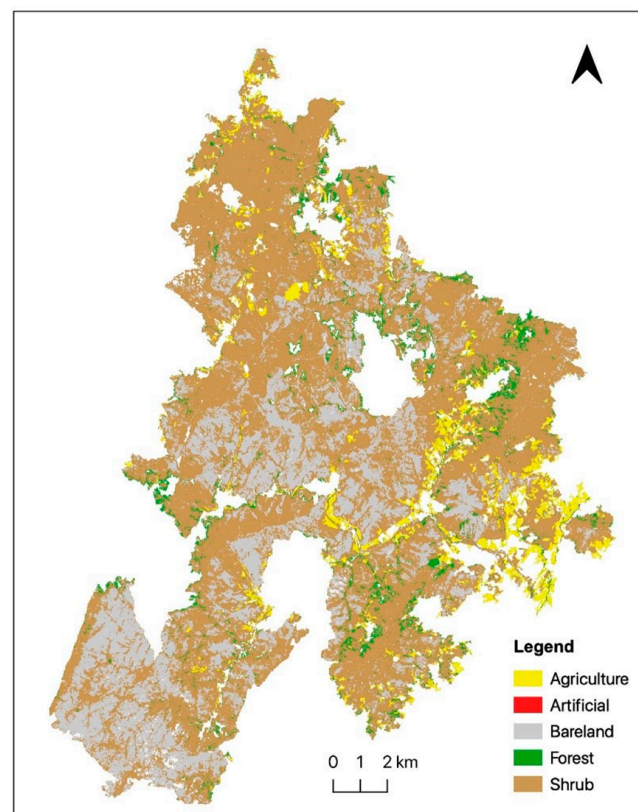 Legend
Agriculture
Artificial
Bareland
Forest
Shrub
0 1 2 km